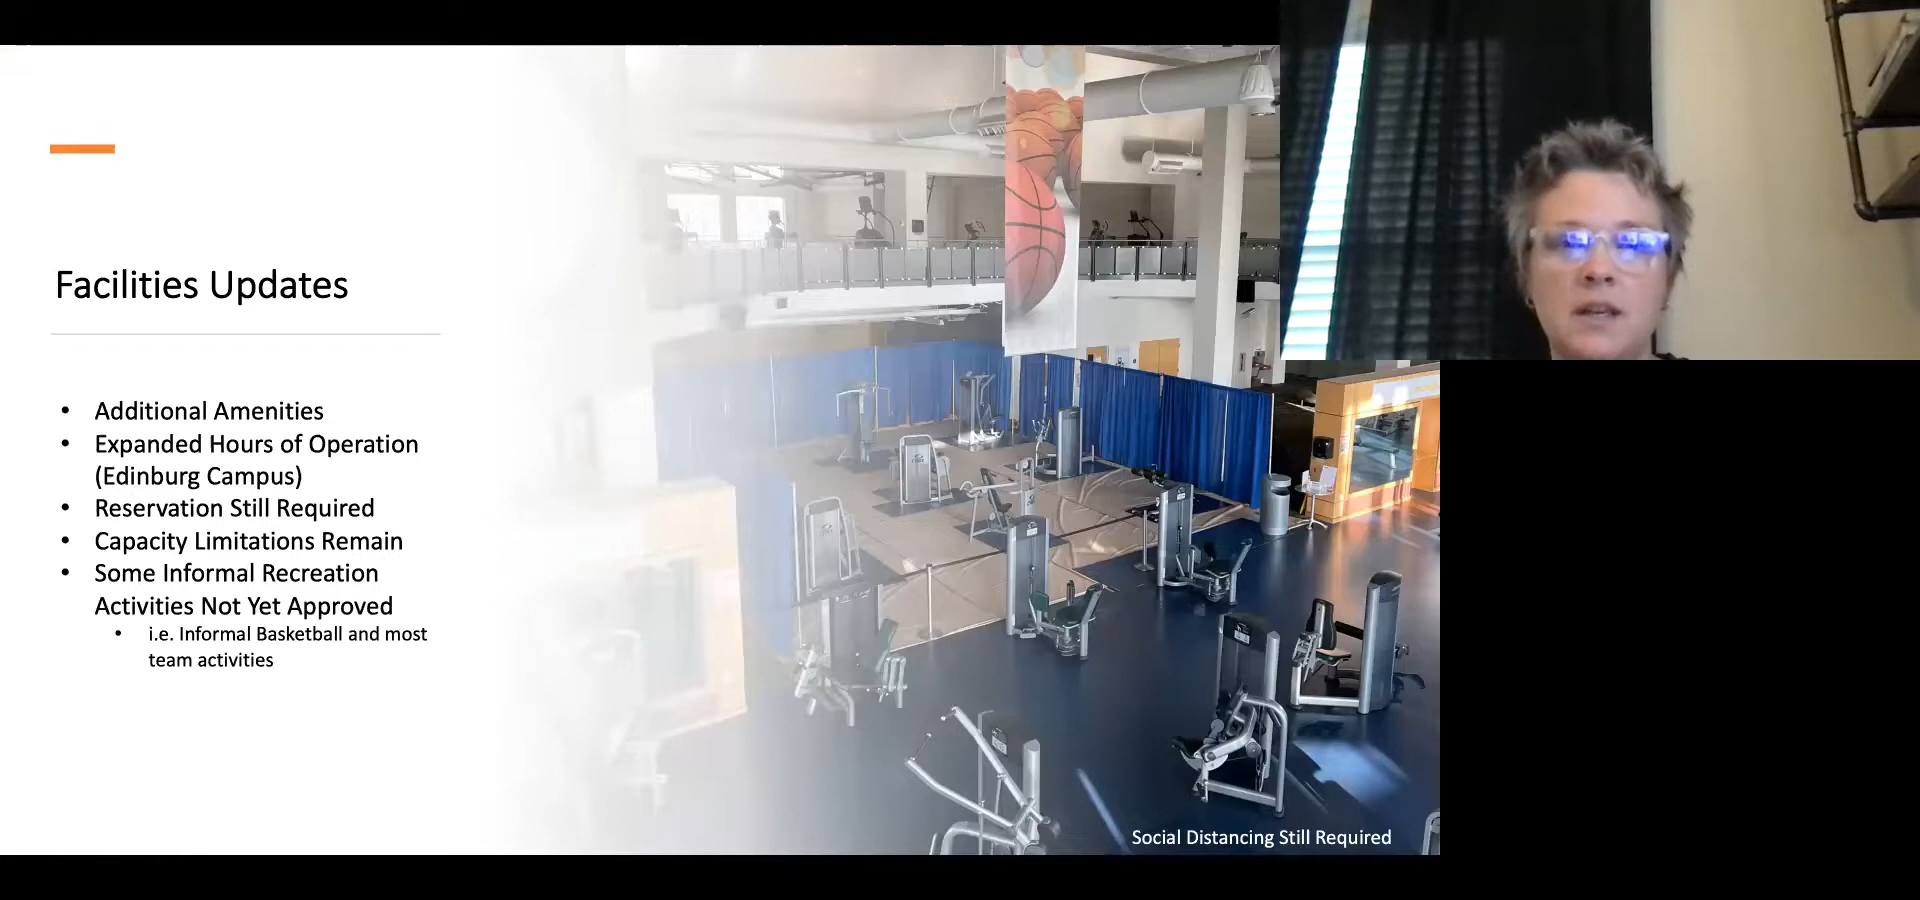 Facilities Updates
• Additional Amenities
• Expanded Hours of Operation
(Edinburg Campus)
• Reservation Still Required
• Capacity Limitations Remain
• Some Informal Recreation
Activities Not Yet Approved
• i.e. Informal Basketball and most
team activities
Social Distancing Still Required